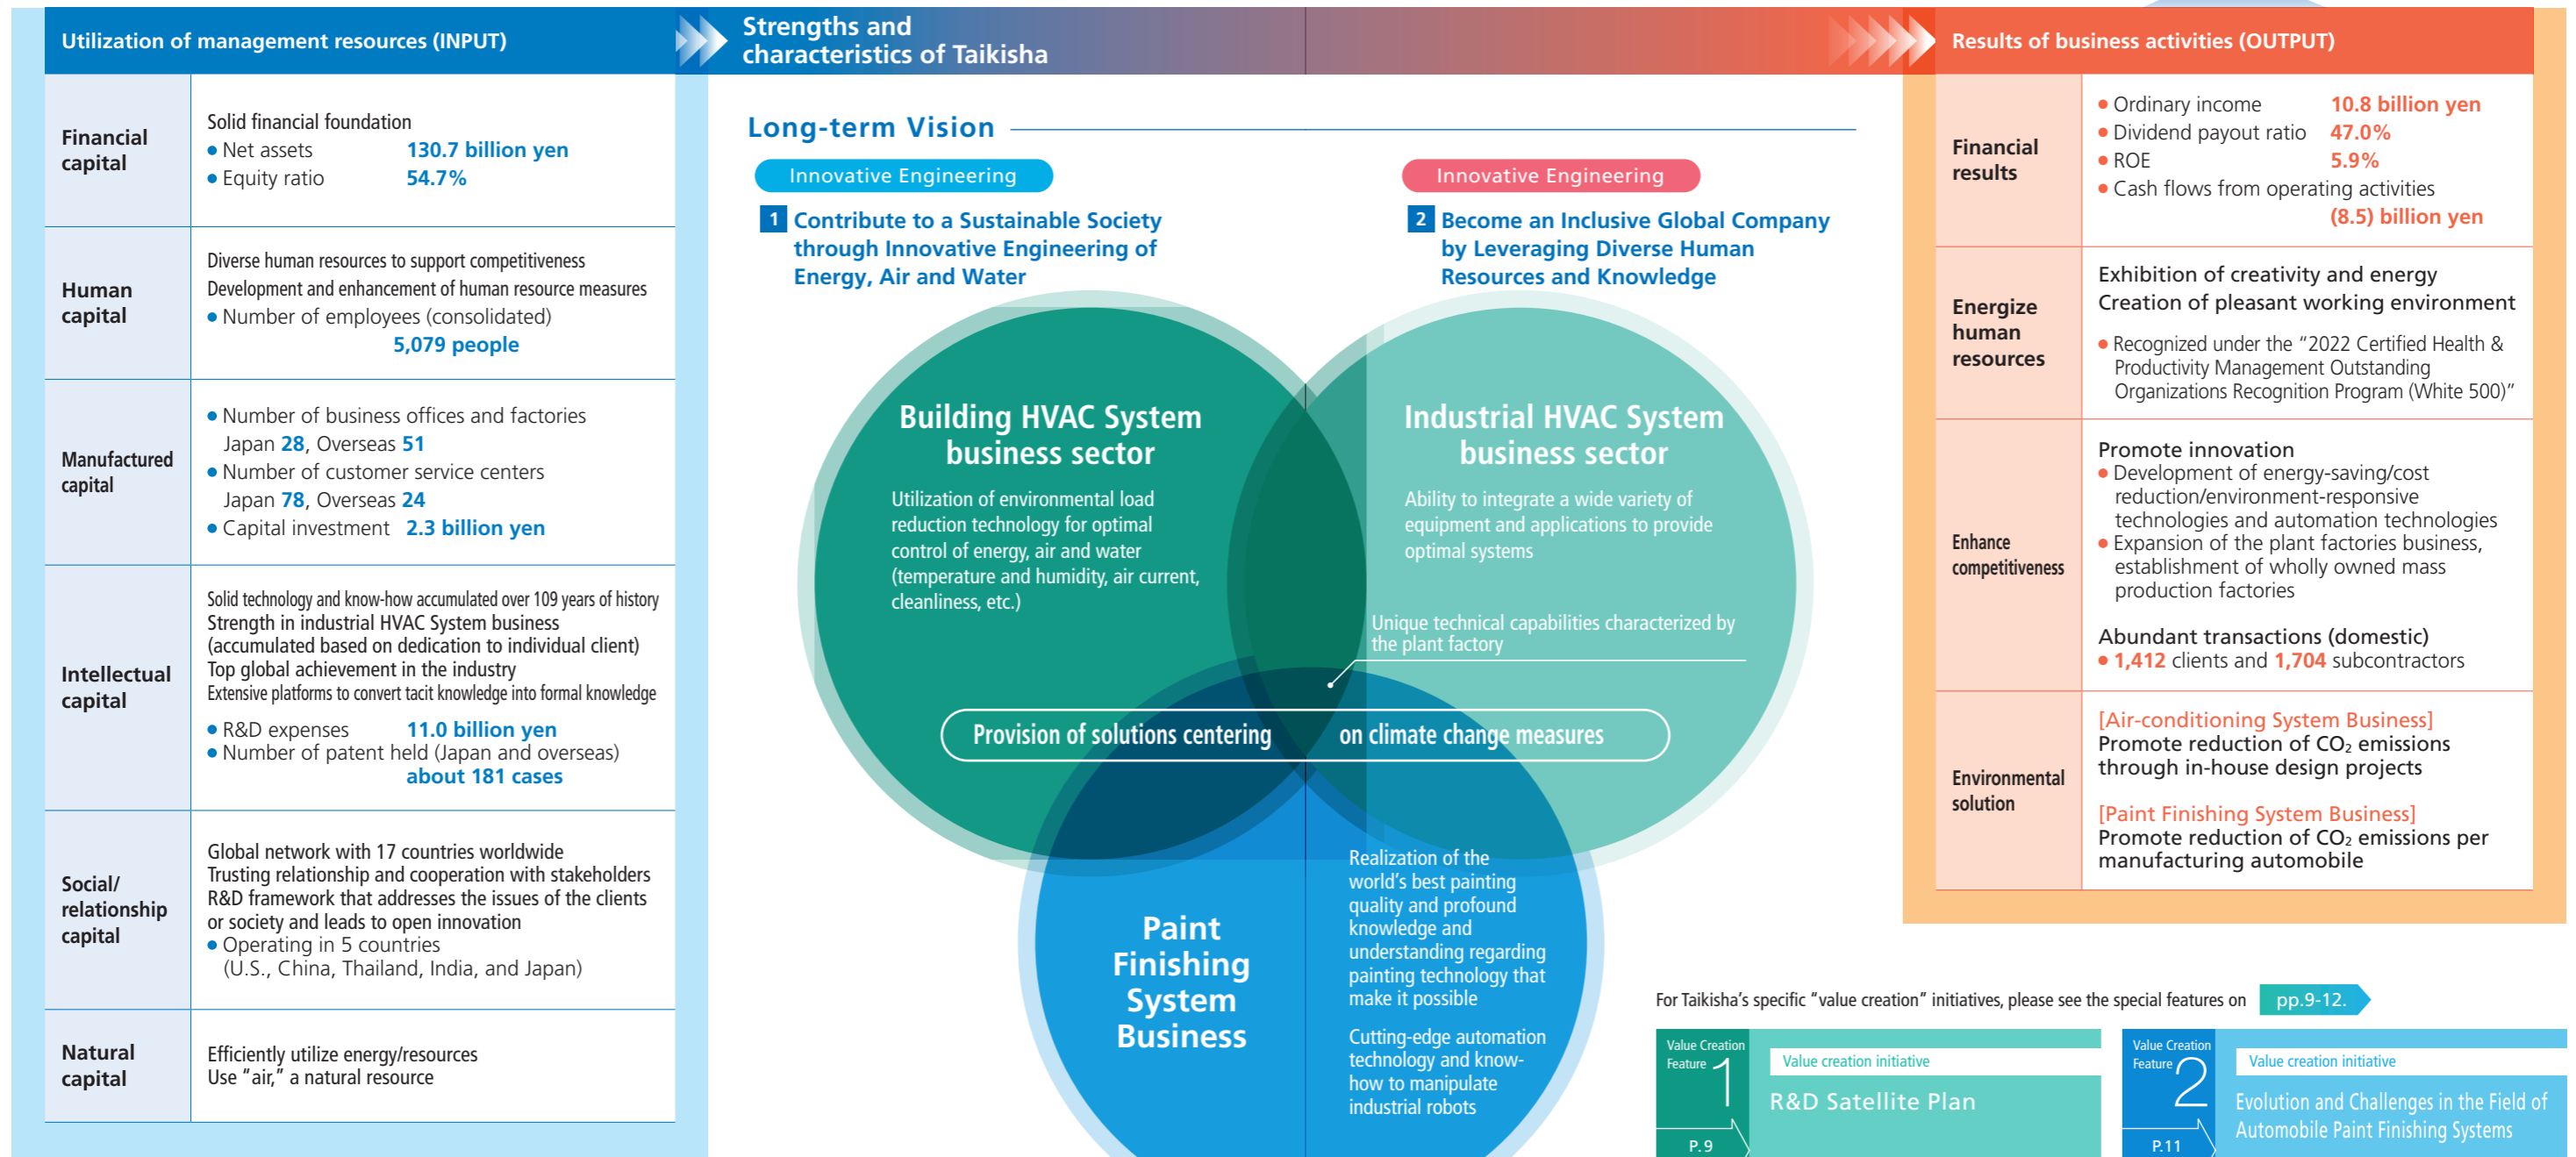 Utilization of management resources (INPUT)
Financial
capital
Solid financial foundation
● Net assets 130.7 billion yen
● Equity ratio 54.7%
Human
capital
Diverse human resources to support competitiveness
Development and enhancement of human resource measures
● Number of employees (consolidated)
5,079 people
Manufactured
capital
● Number of business offices and factories
Japan 28, Overseas 51
● Number of customer service centers
Japan 78, Overseas 24
● Capital investment 2.3 billion yen
Intellectual
capital
Solid technology and know-how accumulated over 109 years of history
Strength in industrial HVAC System business
(accumulated based on dedication to individual client)
Top global achievement in the industry
Extensive platforms to convert tacit knowledge into formal knowledge
● R&D expenses 11.0 billion yen
● Number of patent held (Japan and overseas)
about 181 cases
Social/
relationship
capital
Global network with 17 countries worldwide
Trusting relationship and cooperation with stakeholders
R&D framework that addresses the issues of the clients
or society and leads to open innovation
● Operating in 5 countries
(U.S., China, Thailand, India, and Japan)
Natural
capital
Efficiently utilize energy/resources
Use “air,” a natural resource
Strengths and
characteristics of Taikisha
Long-term Vision
Innovative Engineering
1 Contribute to a Sustainable Society
through Innovative Engineering of
Energy, Air and Water
Innovative Engineering
2 Become an Inclusive Global Company
by Leveraging Diverse Human
Resources and Knowledge
Building HVAC System
business sector
Utilization of environmental load
reduction technology for optimal
control of energy, air and water
(temperature and humidity, air current,
cleanliness, etc.)
Industrial HVAC System
business sector
Ability to integrate a wide variety of
equipment and applications to provide
optimal systems
Unique technical capabilities characterized by
the plant factory
Provision of solutions centering on climate change measures
Paint
Finishing
System
Business
Realization of the
world’s best painting
quality and profound
knowledge and
understanding regarding
painting technology that
make it possible
Cutting-edge automation
technology and know-
how to manipulate
industrial robots
Results of business activities (OUTPUT)
Financial
results
● Ordinary income 10.8 billion yen
● Dividend payout ratio 47.0%
● ROE 5.9%
● Cash flows from operating activities
(8.5) billion yen
Energize
human
resources
Exhibition of creativity and energy
Creation of pleasant working environment
● Recognized under the “2022 Certified Health &
Productivity Management Outstanding
Organizations Recognition Program (White 500)”
Enhance
competitiveness
Promote innovation
● Development of energy-saving/cost
reduction/environment-responsive
technologies and automation technologies
● Expansion of the plant factories business,
establishment of wholly owned mass
production factories
Abundant transactions (domestic)
● 1,412 clients and 1,704 subcontractors
Environmental
solution
[Air-conditioning System Business]
Promote reduction of CO₂ emissions
through in-house design projects
[Paint Finishing System Business]
Promote reduction of CO₂ emissions per
manufacturing automobile
For Taikisha’s specific “value creation” initiatives, please see the special features on pp.9-12.
Value Creation
Feature 1
P.9
Value creation initiative
R&D Satellite Plan
Value Creation
Feature 2
P.11
Value creation initiative
Evolution and Challenges in the Field of
Automobile Paint Finishing Systems